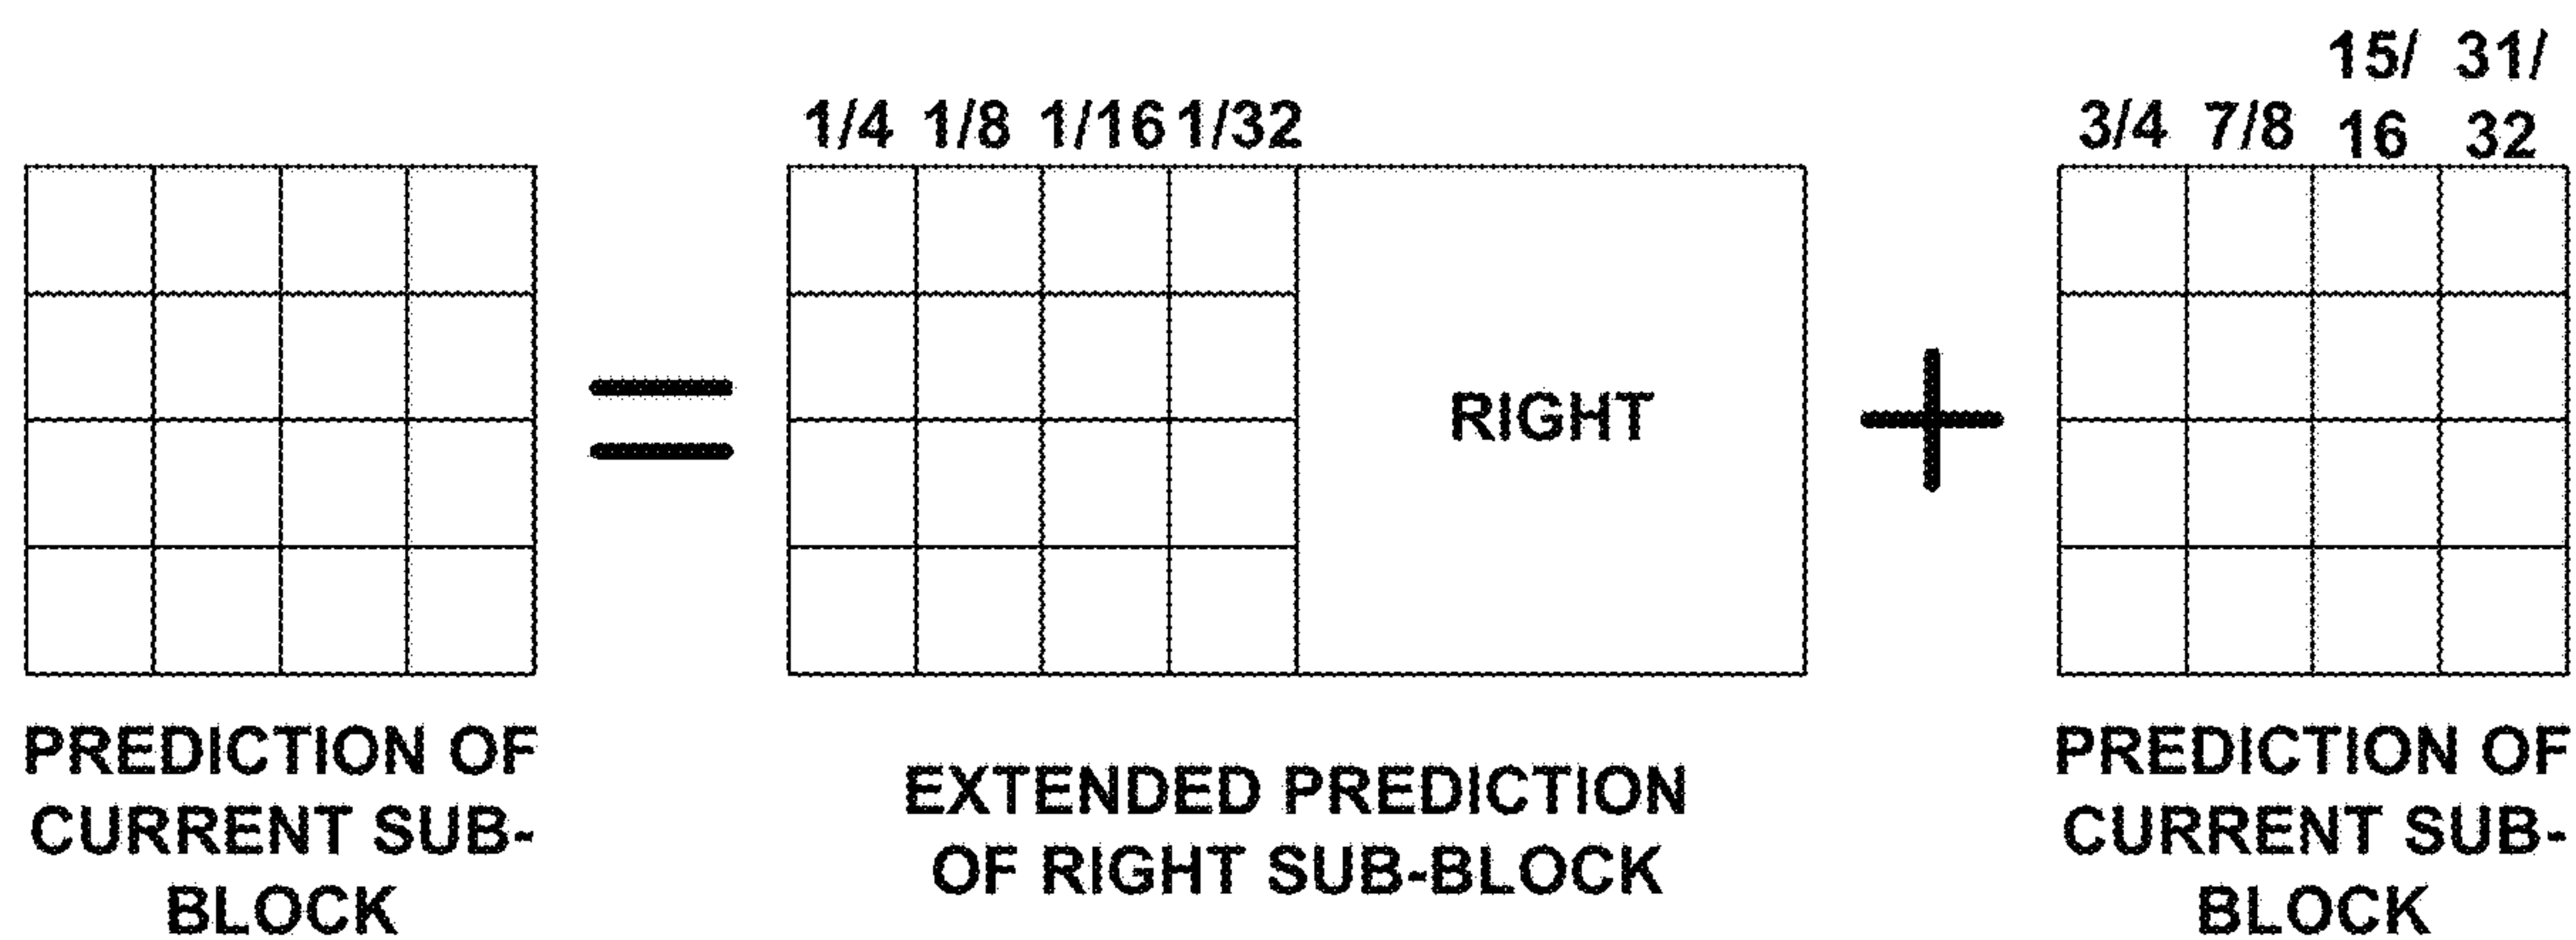 1/4 1/8 1/16 1/32
15/ 31/
3/4 7/8 16 32
RIGHT
PREDICTION OF
CURRENT SUB-
BLOCK
EXTENDED PREDICTION
OF RIGHT SUB-BLOCK
PREDICTION OF
CURRENT SUB-
BLOCK